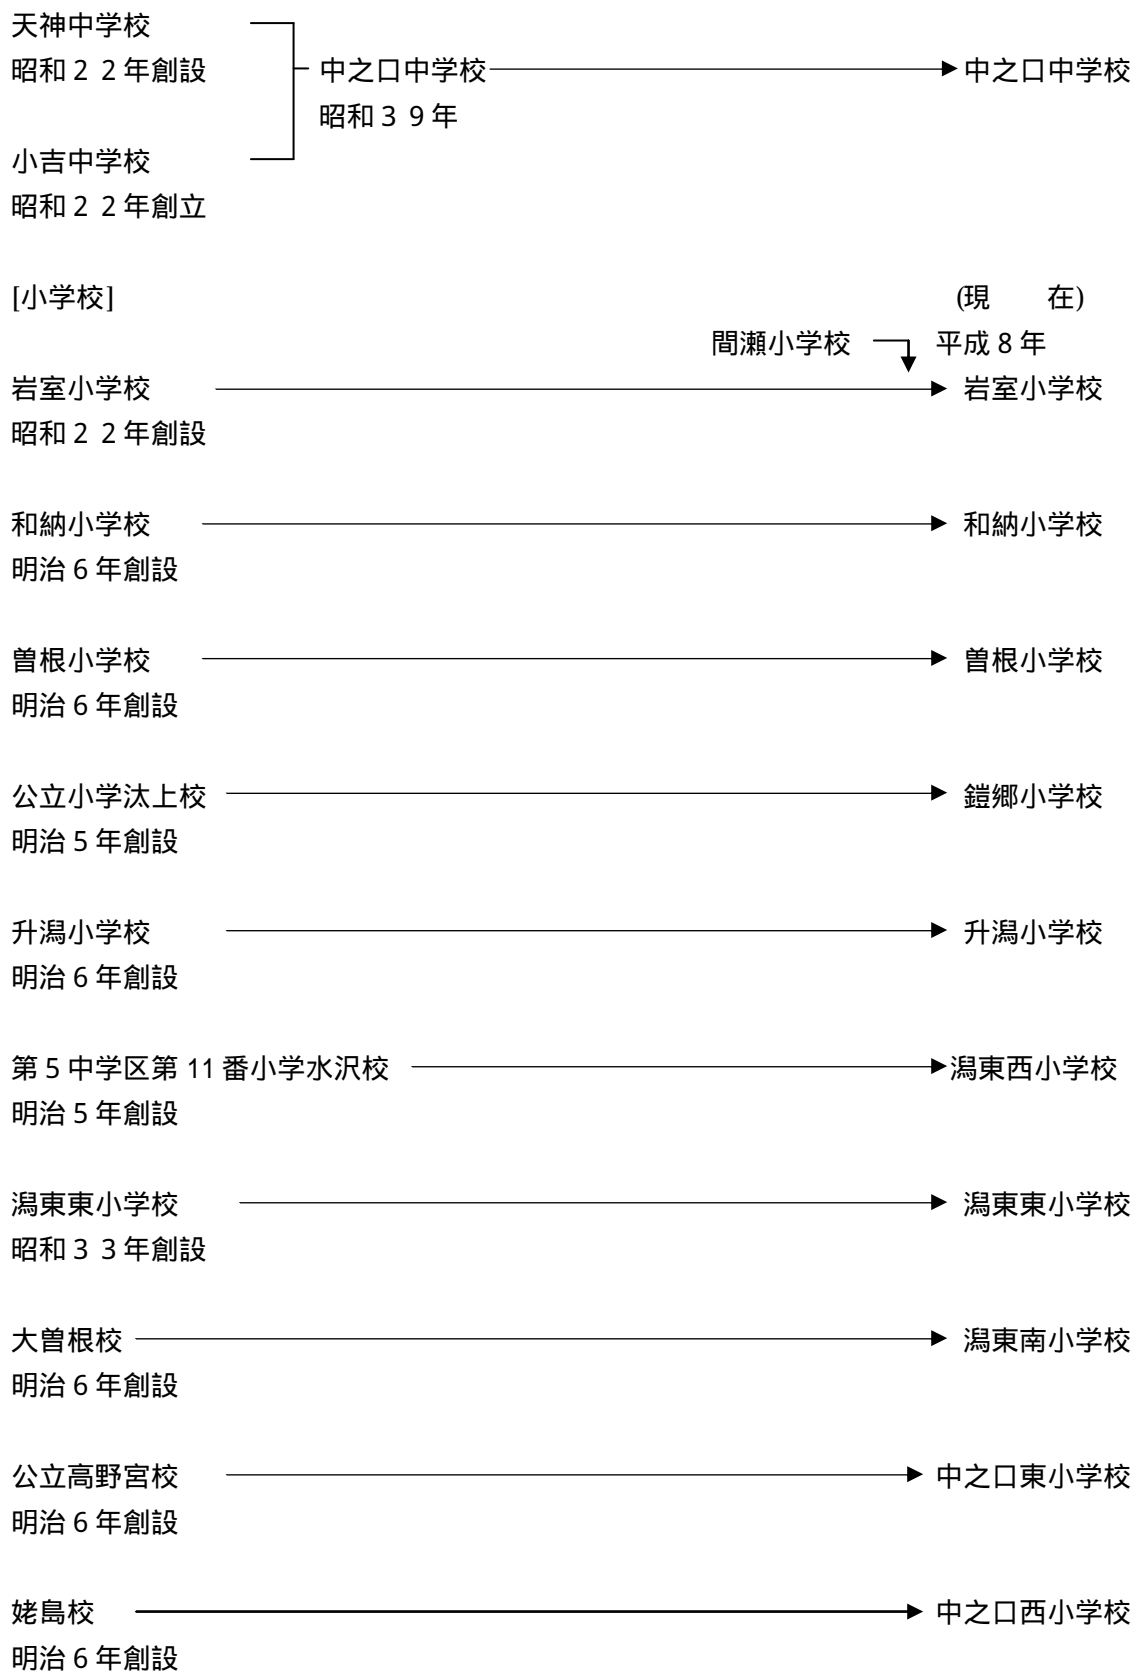 天神中学校
昭和２２年創設
中之口中学校 中之口中学校
昭和３９年
小吉中学校
昭和２２年創立
[小学校] (現　在)
間瀬小学校 平成８年
岩室小学校 岩室小学校
昭和２２年創設
和納小学校 和納小学校
明治６年創設
曽根小学校 曽根小学校
明治６年創設
公立小学汰上校 鎧郷小学校
明治５年創設
升潟小学校 升潟小学校
明治６年創設
第５中学区第 11 番小学水沢校 潟東西小学校
明治５年創設
潟東東小学校 潟東東小学校
昭和３３年創設
大曽根校 潟東南小学校
明治６年創設
公立高野宮校 中之口東小学校
明治６年創設
姥島校 中之口西小学校
明治６年創設